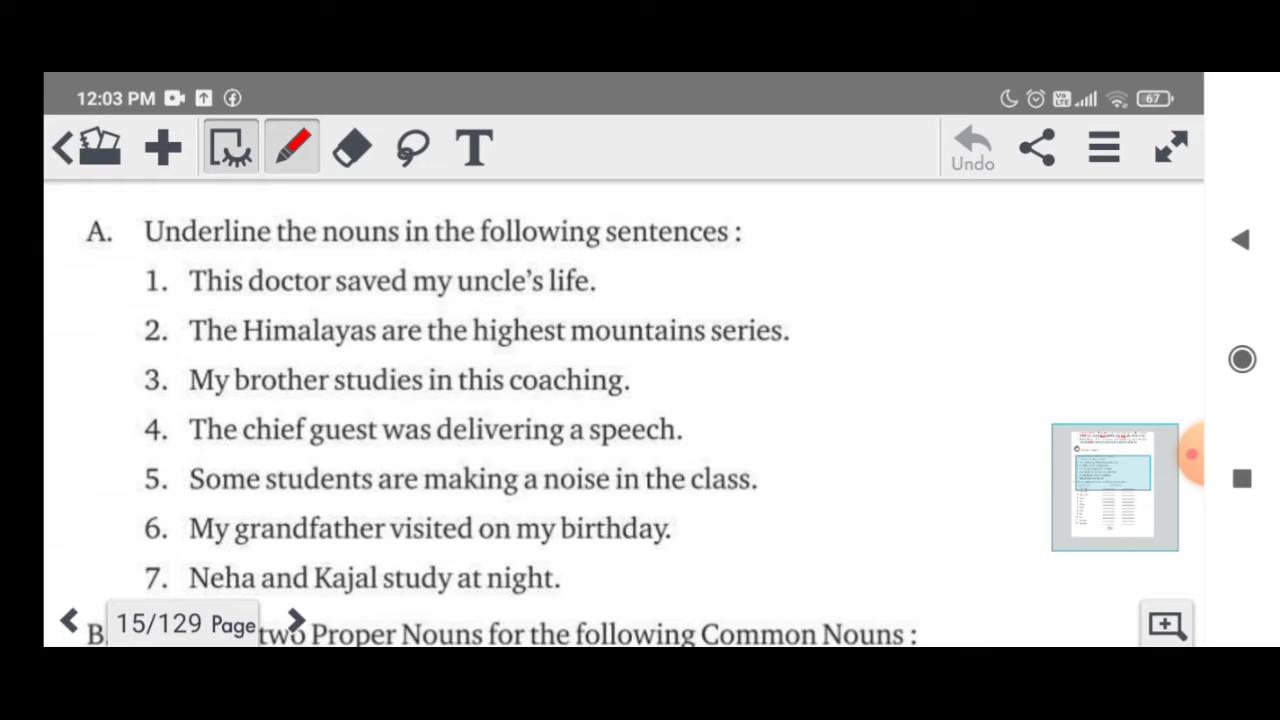 12:03 PM
67
T
Undo
A. Underline the nouns in the following sentences :
1. This doctor saved my uncle's life.
2. The Himalayas are the highest mountains series.
3. My brother studies in this coaching.
4. The chief guest was delivering a speech.
5. Some students are making a noise in the class.
6. My grandfather visited on my birthday.
7. Neha and Kajal study at night.
15/129 Page
B. two Proper Nouns for the following Common Nouns :